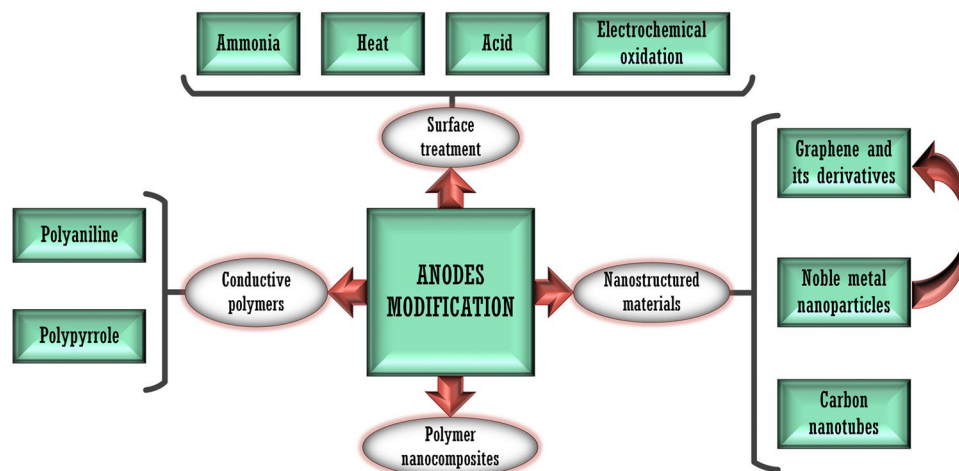 Ammonia
Heat
Acid
Electrochemical
oxidation
Surface
treatment
Graphene and
its derivatives
Polyaniline
Conductive
polymers
ANODES
MODIFICATION
Nanostructured
materials
Noble metal
nanoparticles
Polypyrrole
Carbon
nanotubes
Polymer
nanocomposites